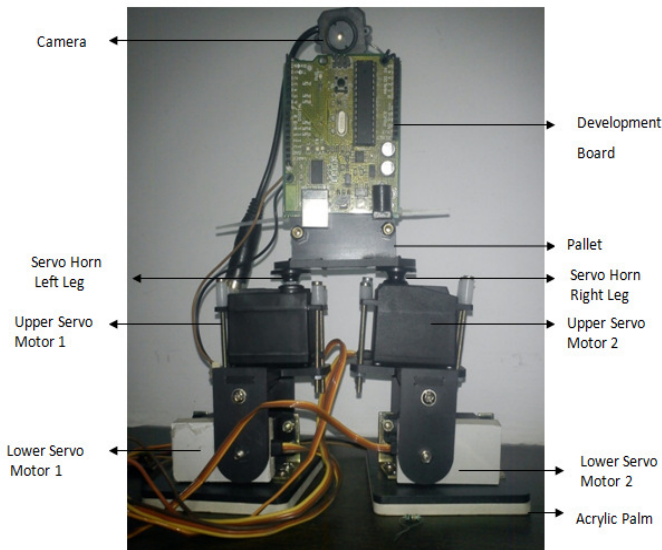 Camera
Development
Board
Pallet
Servo Horn
Left Leg
Servo Horn
Right Leg
Upper Servo
Motor 1
Upper Servo
Motor 2
Lower Servo
Motor 1
Lower Servo
Motor 2
Acrylic Palm